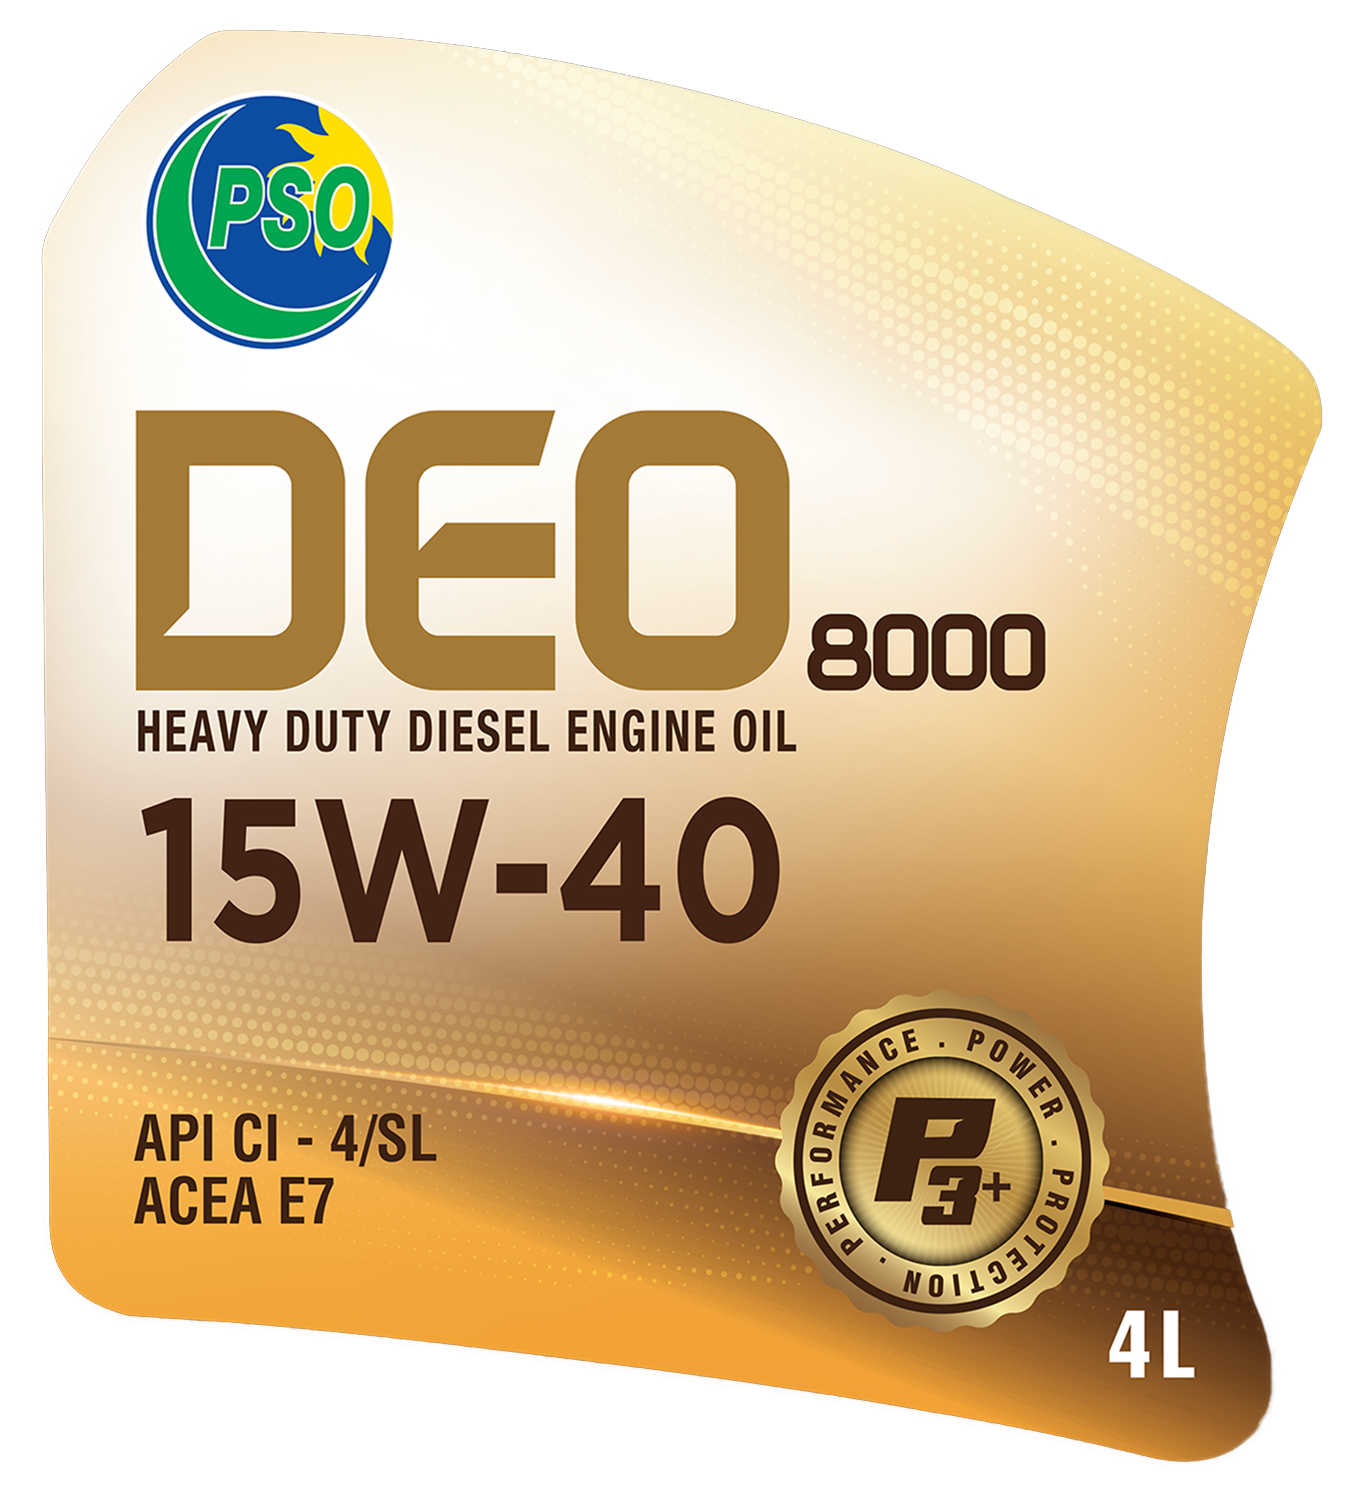 PSO
DEO 8000
HEAVY DUTY DIESEL ENGINE OIL
15W-40
API CI - 4/SL
ACEA E7
PERFORMANCE . POWER . PROTECTION .
P3+
4L